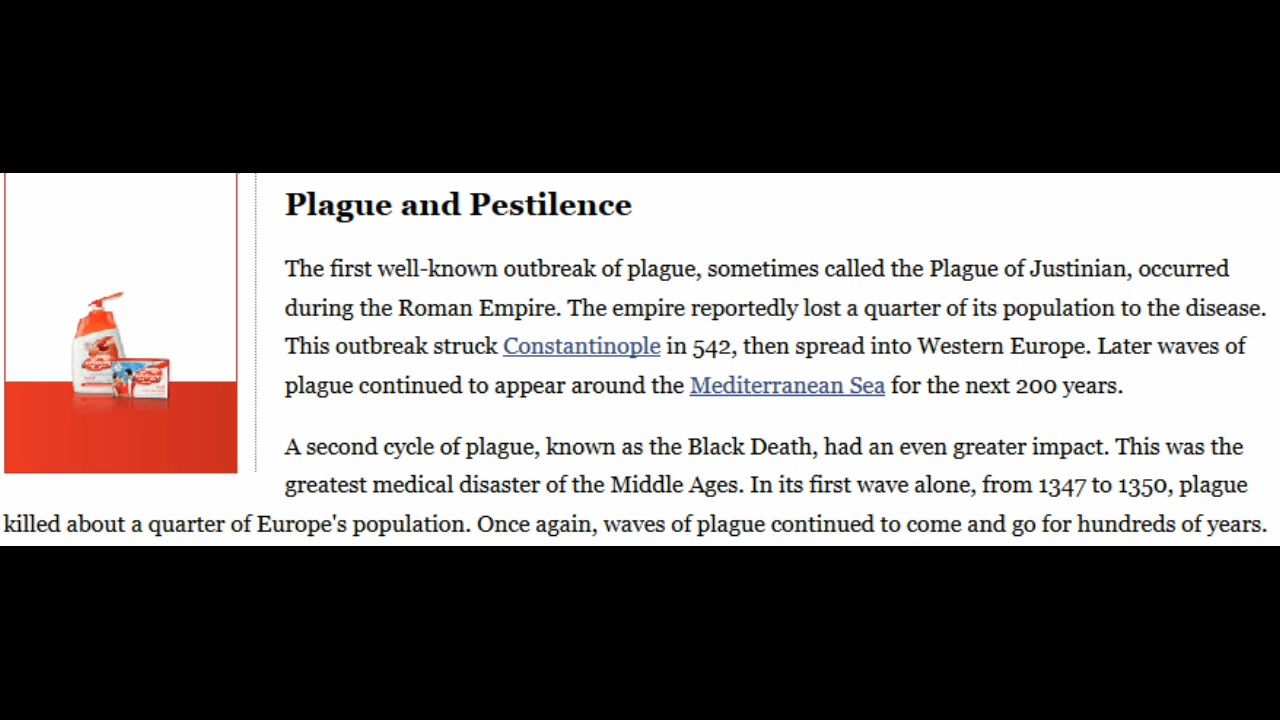 Plague and Pestilence
The first well-known outbreak of plague, sometimes called the Plague of Justinian, occurred
during the Roman Empire. The empire reportedly lost a quarter of its population to the disease.
This outbreak struck Constantinople in 542, then spread into Western Europe. Later waves of
plague continued to appear around the Mediterranean Sea for the next 200 years.
A second cycle of plague, known as the Black Death, had an even greater impact. This was the
greatest medical disaster of the Middle Ages. In its first wave alone, from 1347 to 1350, plague
killed about a quarter of Europe's population. Once again, waves of plague continued to come and go for hundreds of years.